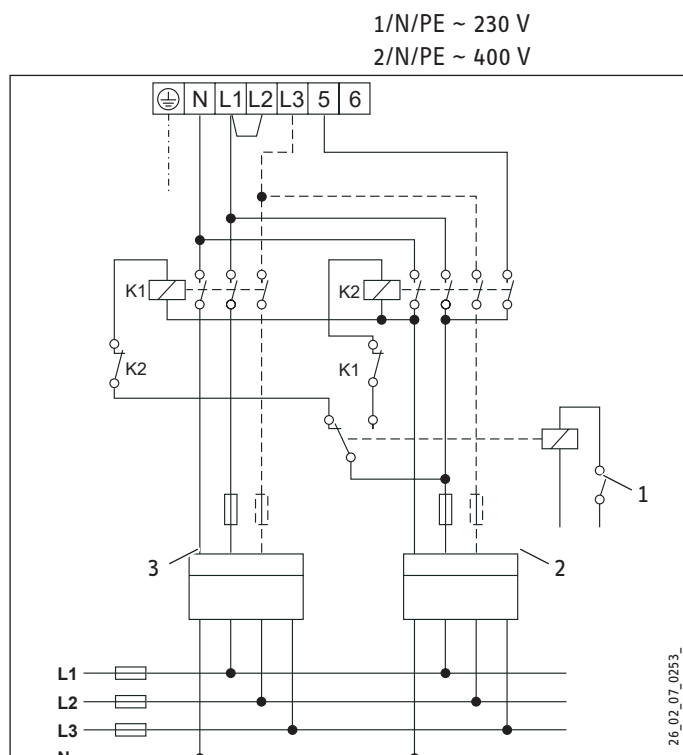 1/N/PE ~ 230 V
2/N/PE ~ 400 V
N L1 L2 L3 5 6
K1
K2
K2
K1
1
3
2
L1
L2
L3
N
26_02_07_0253_